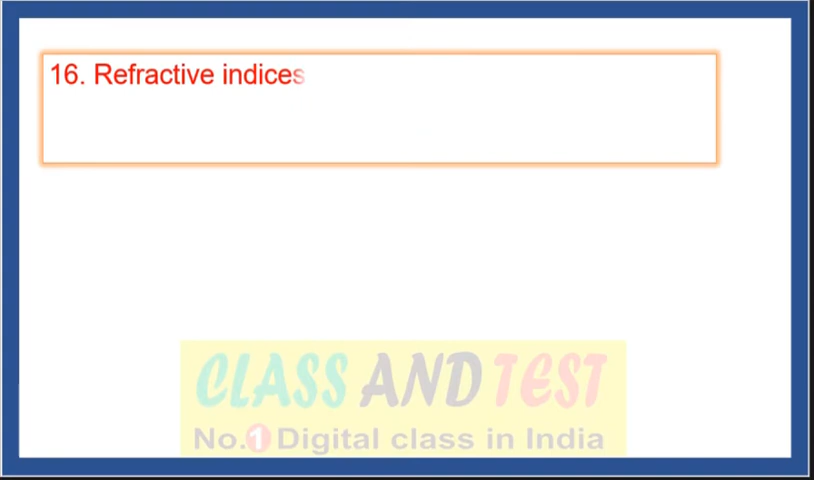 16. Refractive indices
CLASS AND TEST
No.1 Digital class in India